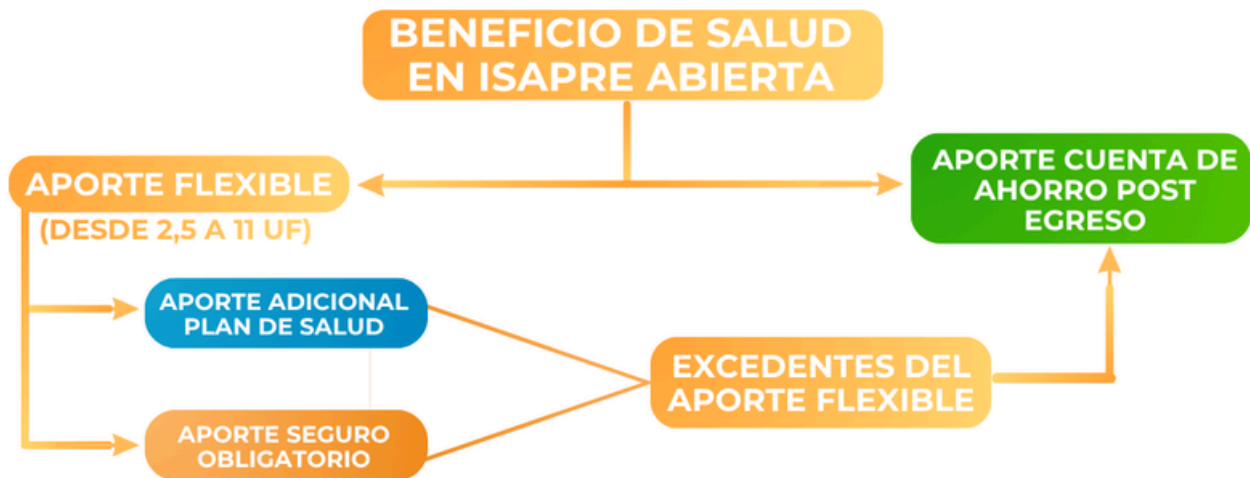 BENEFICIO DE SALUD
EN ISAPRE ABIERTA
APORTE FLEXIBLE
(DESDE 2,5 A 11 UF)
APORTE CUENTA DE
AHORRO POST
EGRESO
APORTE ADICIONAL
PLAN DE SALUD
EXCEDENTES DEL
APORTE FLEXIBLE
APORTE SEGURO
OBLIGATORIO